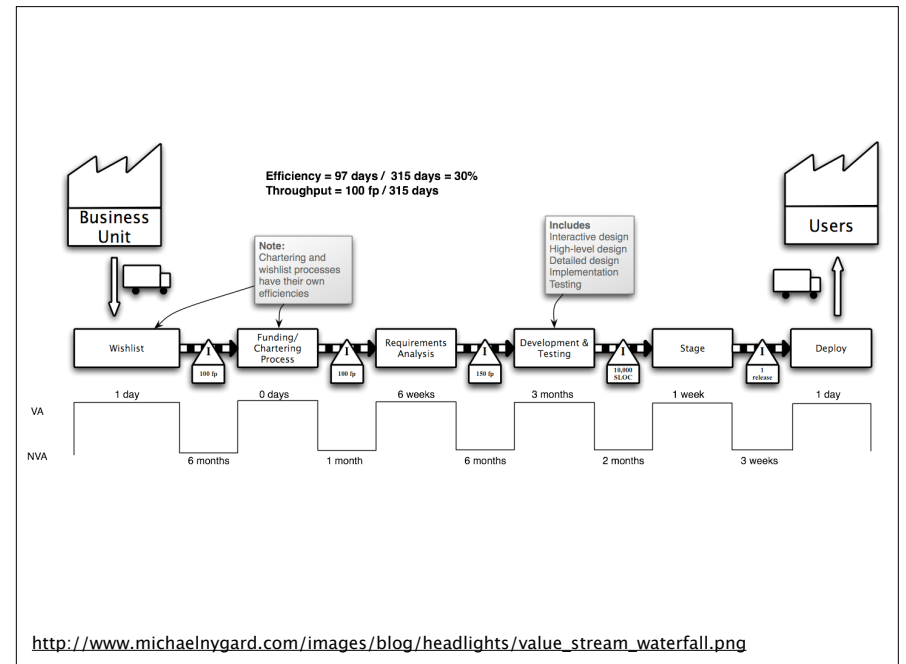 Efficiency = 97 days / 315 days = 30%
Throughput = 100 fp / 315 days
Business
Unit
Users
Note:
Chartering and
wishlist processes
have their own
efficiencies
Includes
Interactive design
High-level design
Detailed design
Implementation
Testing
Wishlist
I
100 fp
Funding/
Chartering
Process
I
100 fp
Requirements
Analysis
I
150 fp
Development &
Testing
I
10,000
SLOC
Stage
I
1
release
Deploy
VA
1 day
0 days
6 weeks
3 months
1 week
1 day
NVA
6 months
1 month
6 months
2 months
3 weeks
http://www.michaelnygard.com/images/blog/headlights/value_stream_waterfall.png